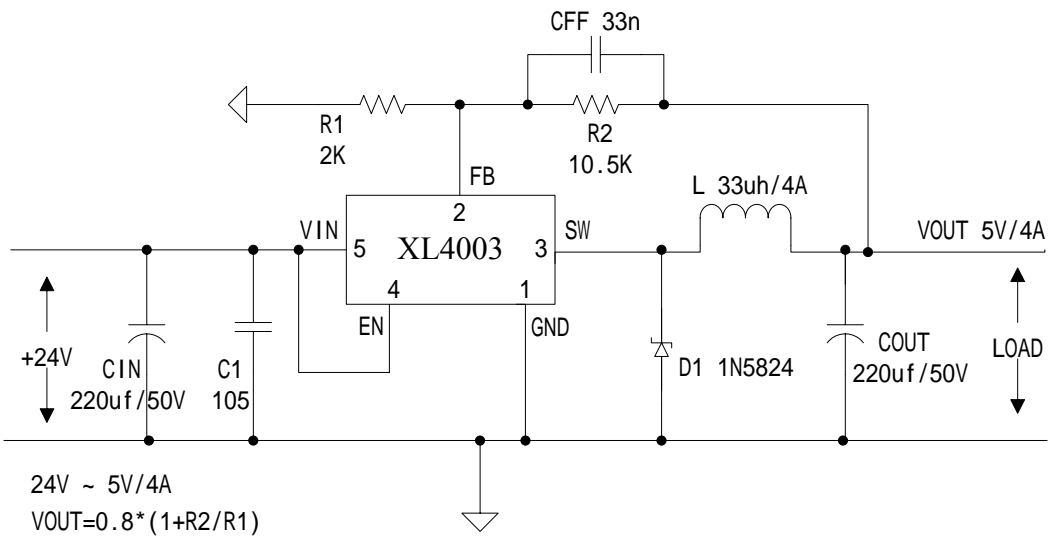 CFF 33n
R1
2K
R2
10.5K
FB
L 33uh/4A
VIN
5
2
XL4003
3
SW
VOUT 5V/4A
4
1
EN
GND
+24V
CIN
220uf/50V
C1
105
D1 1N5824
COUT
220uf/50V
LOAD
24V ~ 5V/4A
VOUT=0.8*(1+R2/R1)